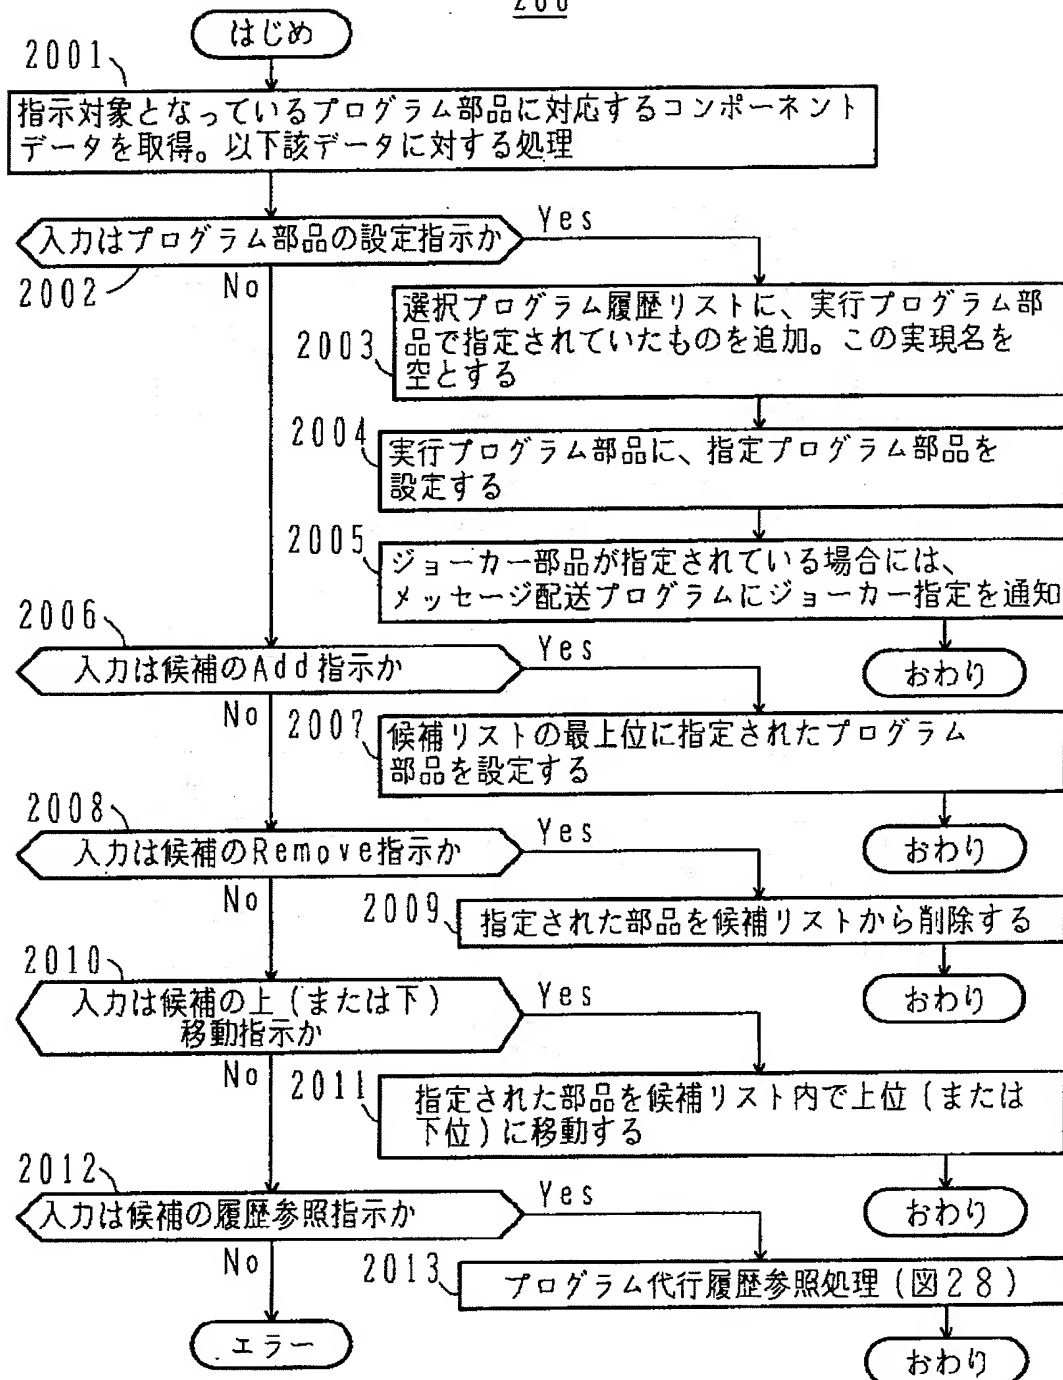 はじめ
2001
指示対象となっているプログラム部品に対応するコンポーネント
データを取得。以下該データに対する処理
入力はプログラム部品の設定指示か
Yes
2002
No
選択プログラム履歴リストに、実行プログラム部
品で指定されていたものを追加。この実現名を
空とする
2003
2004
実行プログラム部品に、指定プログラム部品を
設定する
2005
ジョーカー部品が指定されている場合には、
メッセージ配送プログラムにジョーカー指定を通知
おわり
2006
入力は候補のAdd指示か
Yes
No
2007
候補リストの最上位に指定されたプログラム
部品を設定する
おわり
2008
入力は候補のRemove指示か
Yes
No
2009
指定された部品を候補リストから削除する
おわり
2010
入力は候補の上(または下)
移動指示か
Yes
No
2011
指定された部品を候補リスト内で上位(または
下位)に移動する
おわり
2012
入力は候補の履歴参照指示か
Yes
No
2013
プログラム代行履歴参照処理(図28)
おわり
エラー